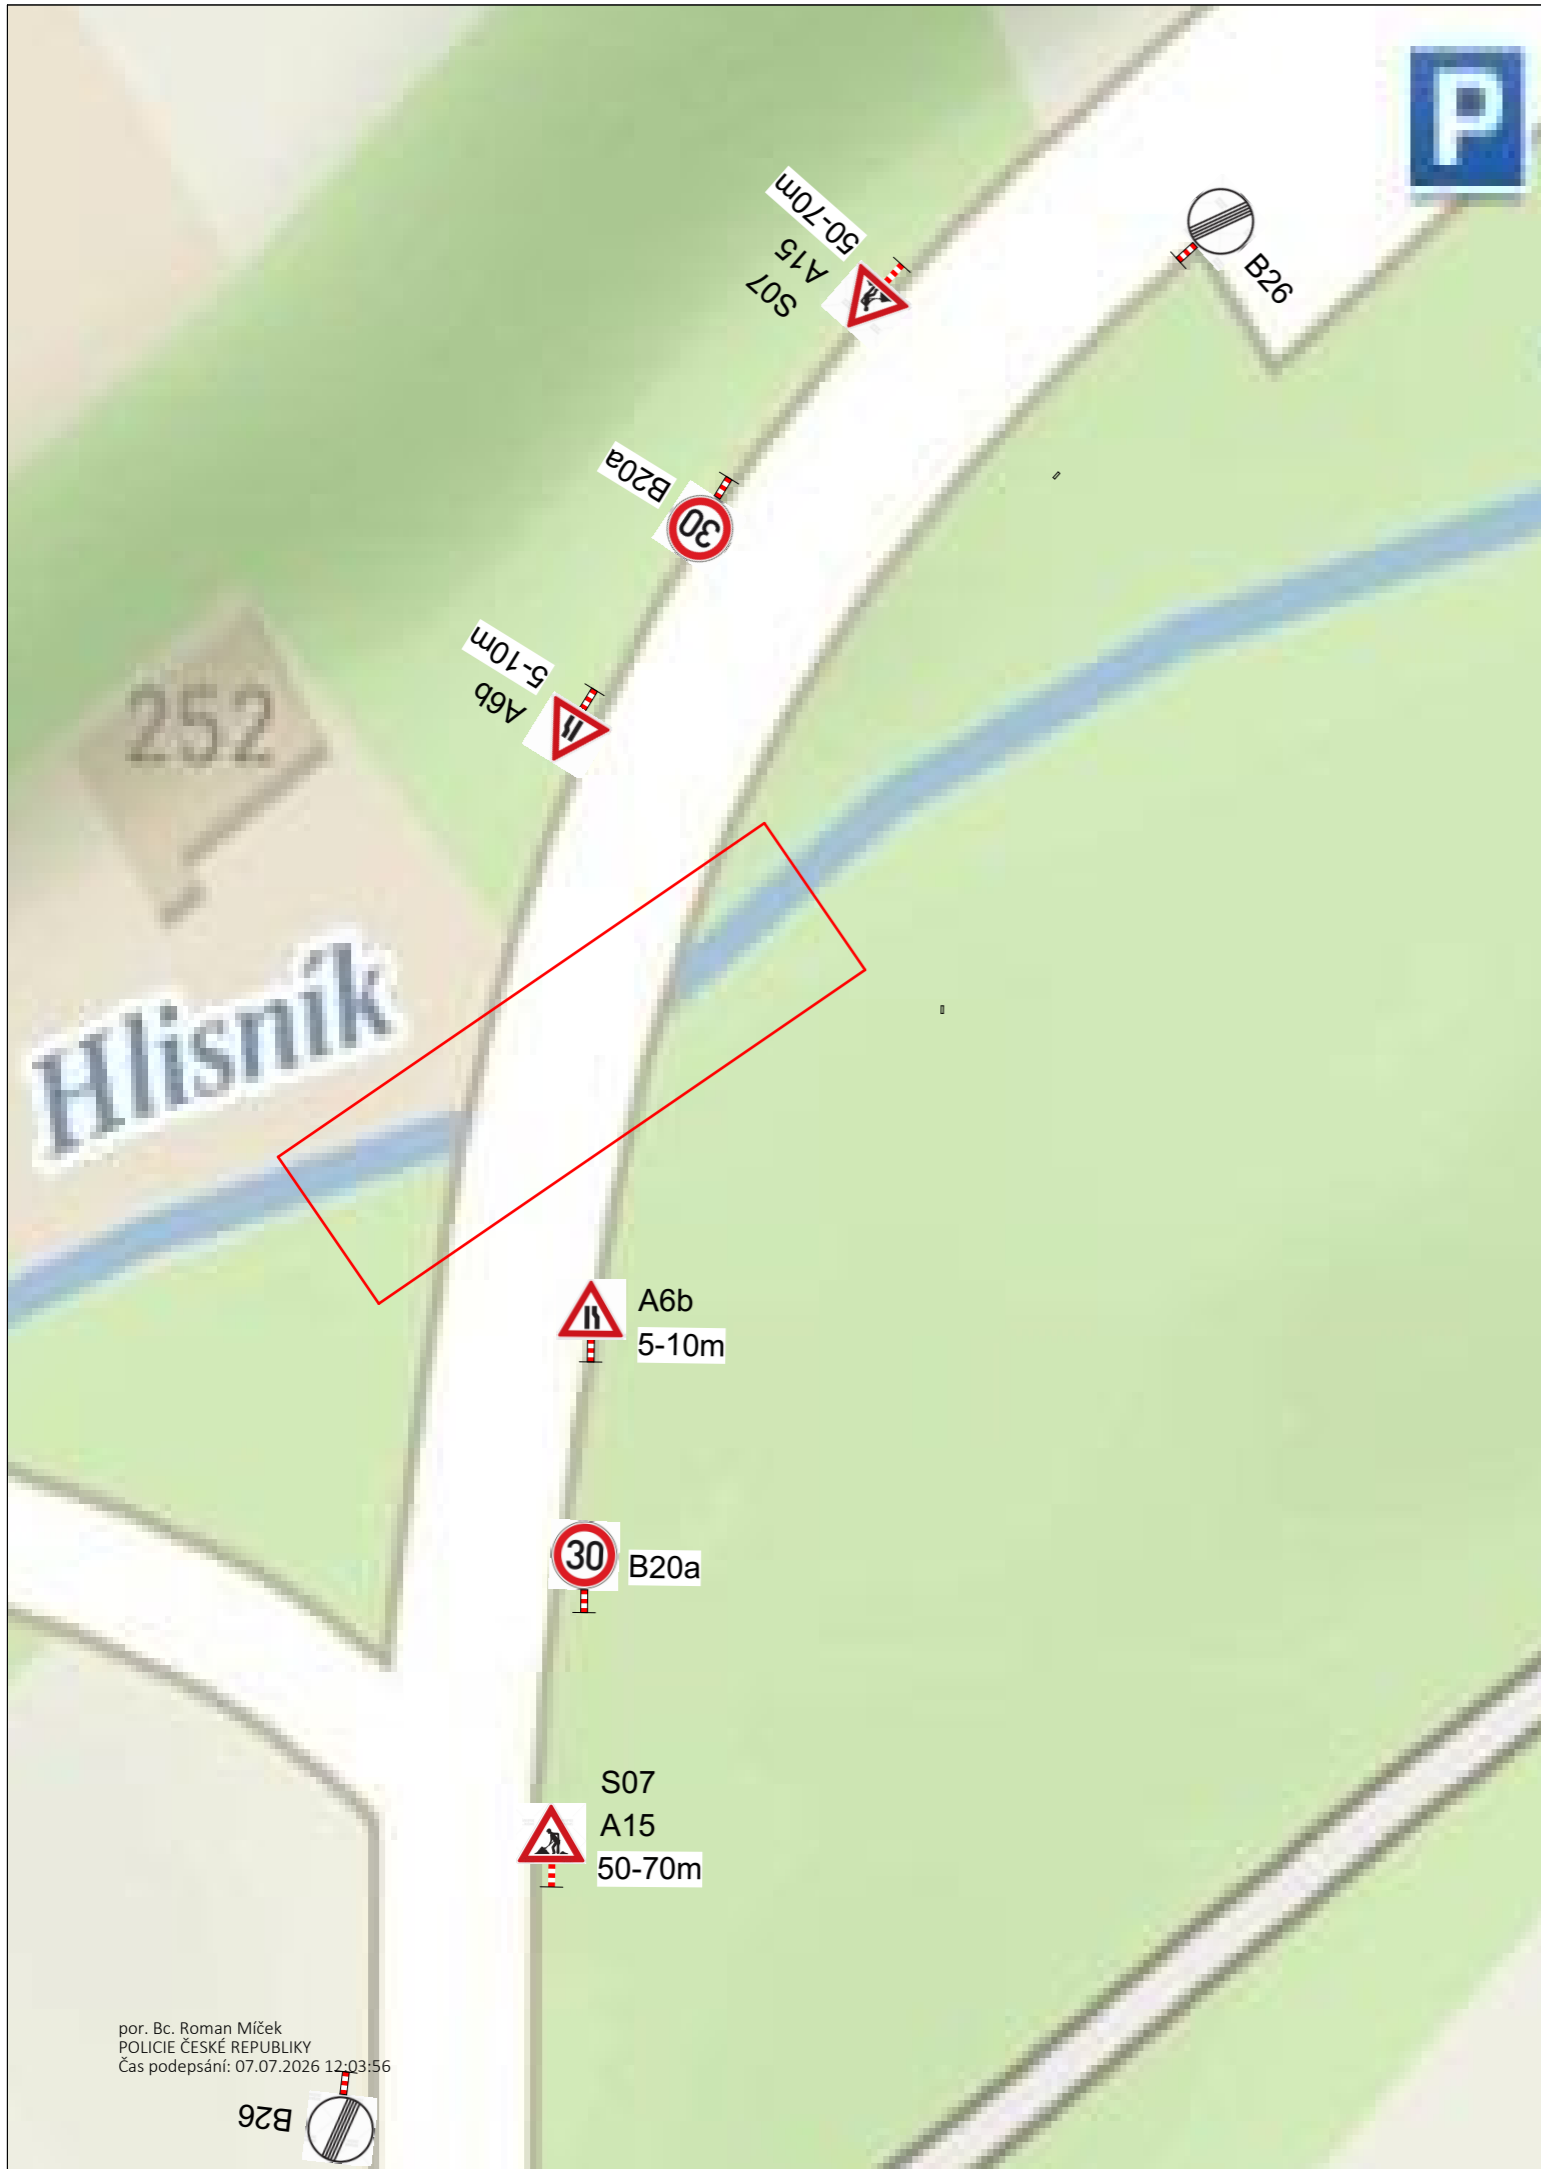 P
50-70m
A15
S07
B26
B20a
30
5-10m
A6b
252
Hlisník
A6b
5-10m
30
B20a
S07
A15
50-70m
por. Bc. Roman Míček
POLICIE ČESKÉ REPUBLIKY
Čas podepsání: 07.07.2026 12:03:56
B26